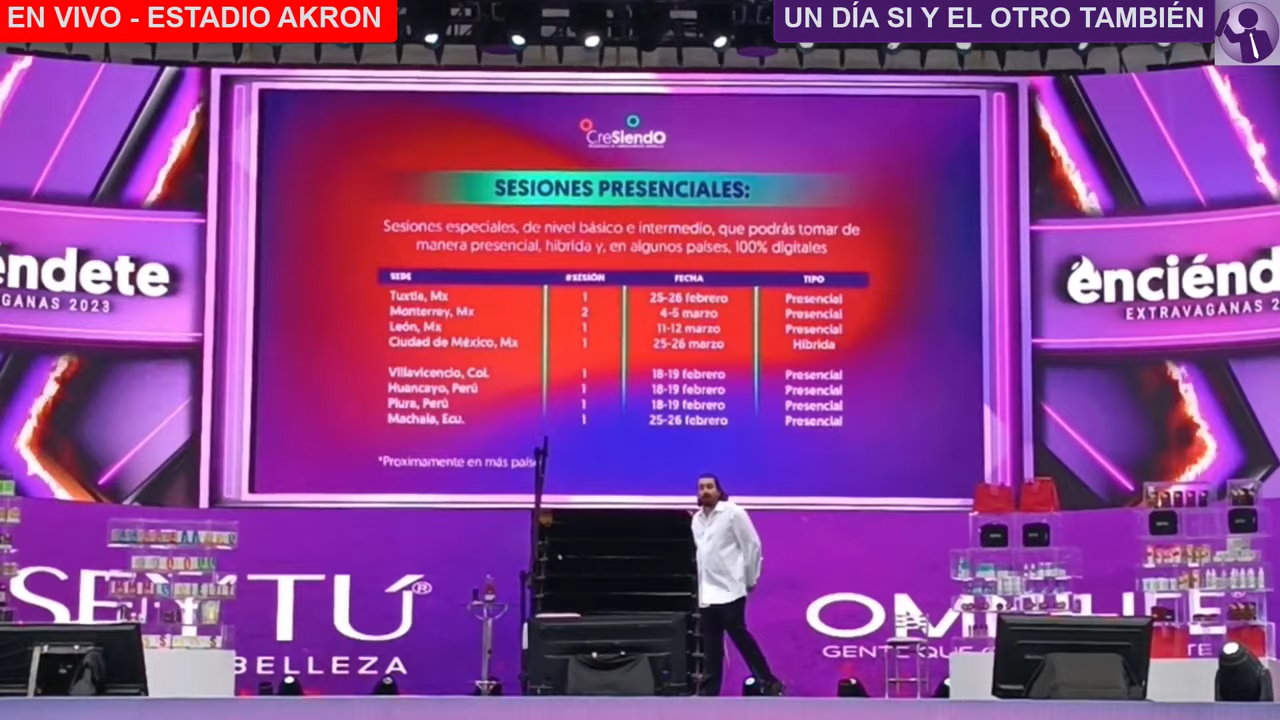 EN VIVO - ESTADIO AKRON
UN DÍA SI Y EL OTRO TAMBIÉN
CreSiendO
SESIONES PRESENCIALES:
Sesiones especiales, de nivel básico e intermedio, que podrás tomar de
manera presencial, híbrida y, en algunos países, 100% digitales
SEDE #SESIÓN FECHA TIPO
Tuxtla, Mx 1 25-26 febrero Presencial
Monterrey, Mx 2 4-5 marzo Presencial
León, Mx 1 11-12 marzo Presencial
Ciudad de México, Mx 1 25-26 marzo Híbrida
Villavicencio, Col. 1 18-19 febrero Presencial
Huancayo, Perú 1 18-19 febrero Presencial
Piura, Perú 1 18-19 febrero Presencial
Machala, Ecu. 1 25-26 febrero Presencial
*Proximamente en más país
éndete
GANAS 2023
enciénd
EXTRAVAGANAS 2
TÚ®
BELLEZA
GENTE QUE
TE